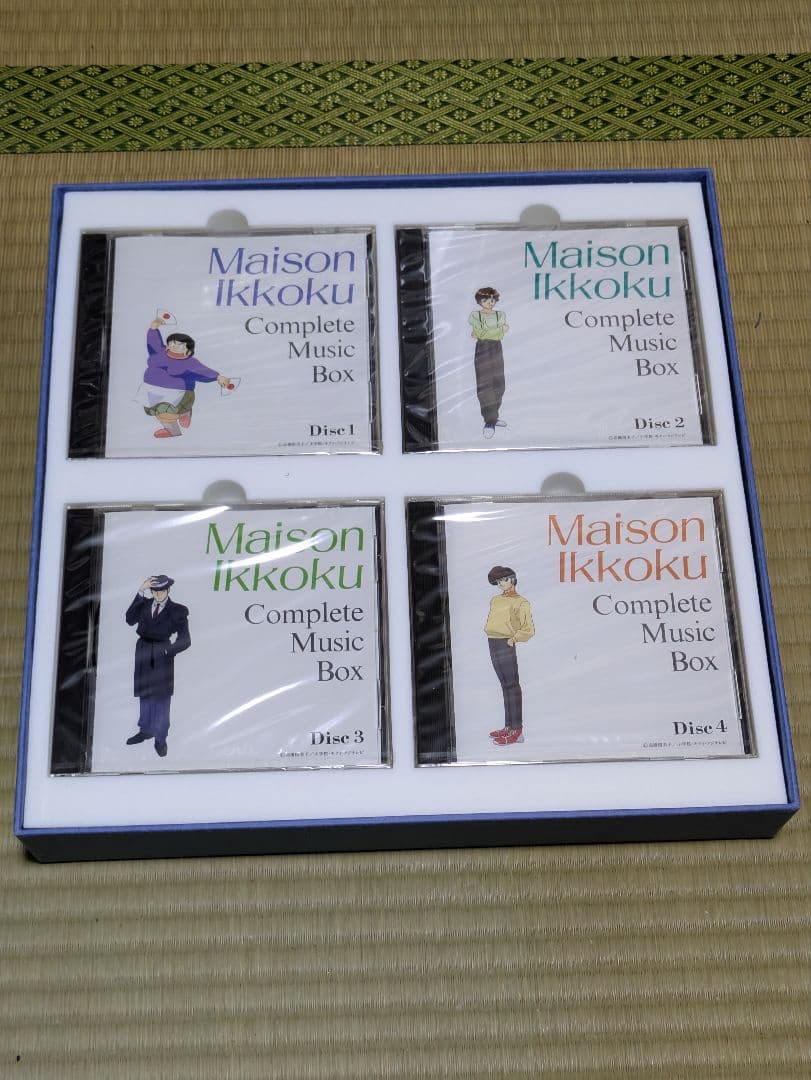 Maison
Ikkoku
Complete
Music
Box
Disc 1
Maison
Ikkoku
Complete
Music
Box
Disc 2
Maison
Ikkoku
Complete
Music
Box
Disc 3
Maison
Ikkoku
Complete
Music
Box
Disc 4